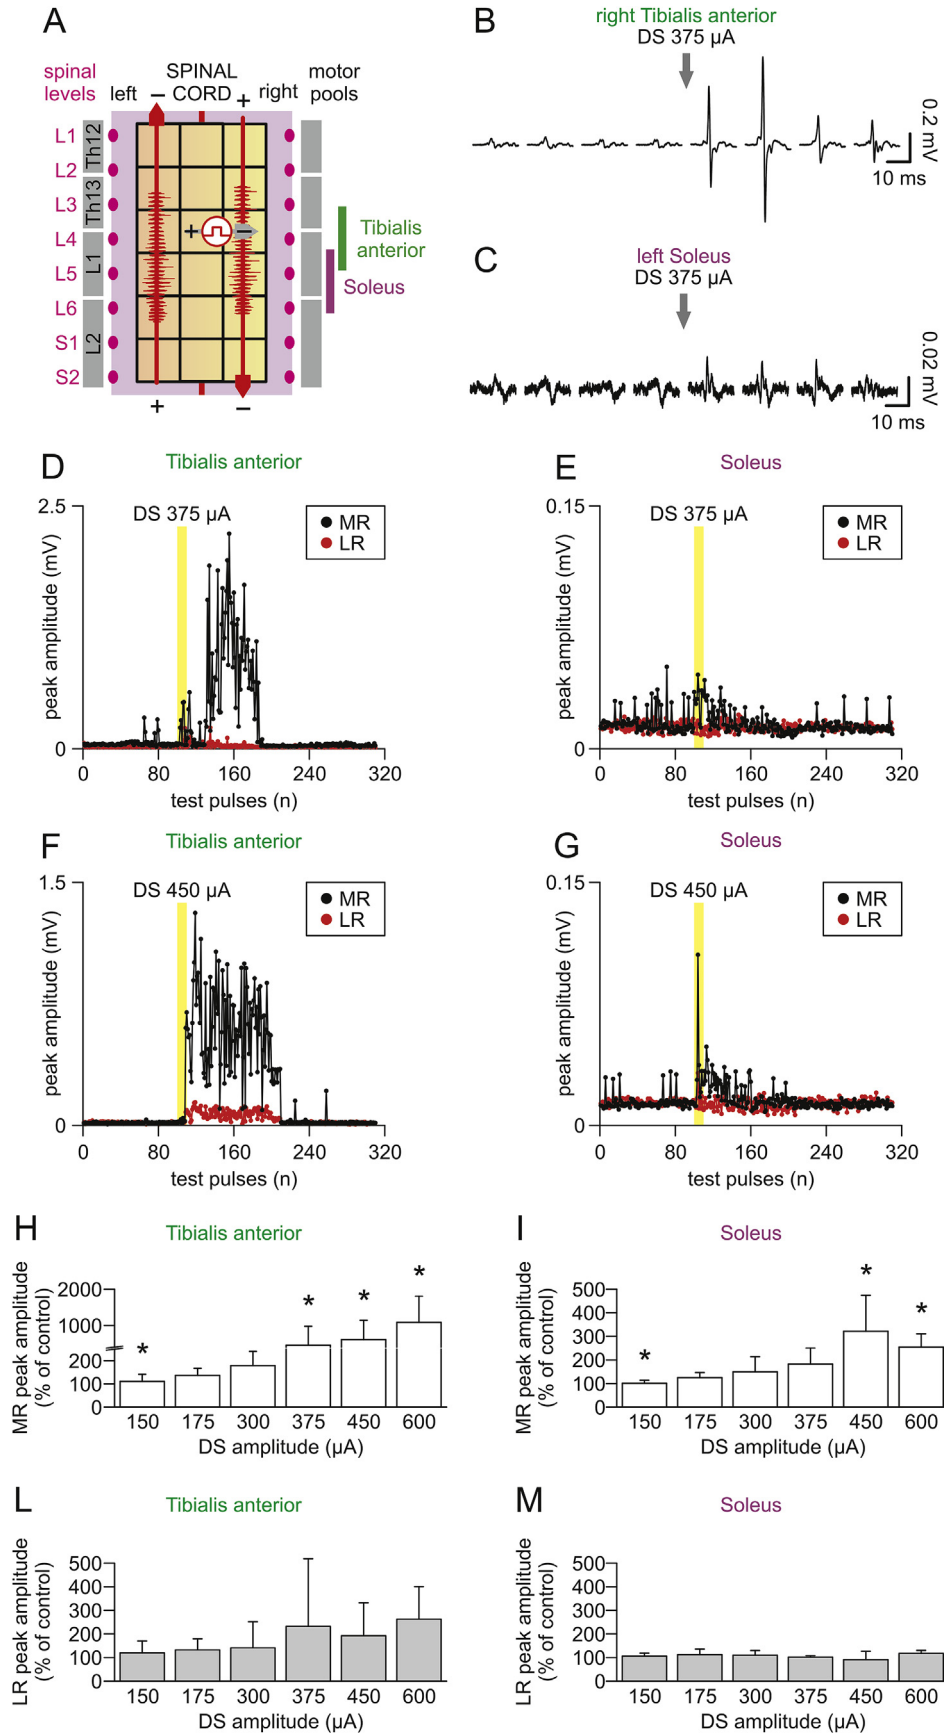 A
SPINAL CORD
spinal levels
left
right
motor pools
−
+
L1
L2
L3
L4
L5
L6
S1
S2
Th12
Th13
L1
L2
+
−
Tibialis anterior
Soleus
+
−
B
right Tibialis anterior
DS 375 µA
0.2 mV
10 ms
C
left Soleus
DS 375 µA
0.02 mV
10 ms
D
Tibialis anterior
DS 375 µA
MR
LR
peak amplitude (mV)
2.5
0
0 80 160 240 320
test pulses (n)
E
Soleus
DS 375 µA
MR
LR
peak amplitude (mV)
0.15
0
0 80 160 240 320
test pulses (n)
F
Tibialis anterior
DS 450 µA
MR
LR
peak amplitude (mV)
1.5
0
0 80 160 240 320
test pulses (n)
G
Soleus
DS 450 µA
MR
LR
peak amplitude (mV)
0.15
0
0 80 160 240 320
test pulses (n)
H
Tibialis anterior
MR peak amplitude
(% of control)
2000
1000
200
100
0
* * * *
150 175 300 375 450 600
DS amplitude (µA)
I
Soleus
MR peak amplitude
(% of control)
500
400
300
200
100
0
* * *
150 175 300 375 450 600
DS amplitude (µA)
L
Tibialis anterior
LR peak amplitude
(% of control)
500
400
300
200
100
0
150 175 300 375 450 600
DS amplitude (µA)
M
Soleus
LR peak amplitude
(% of control)
500
400
300
200
100
0
150 175 300 375 450 600
DS amplitude (µA)